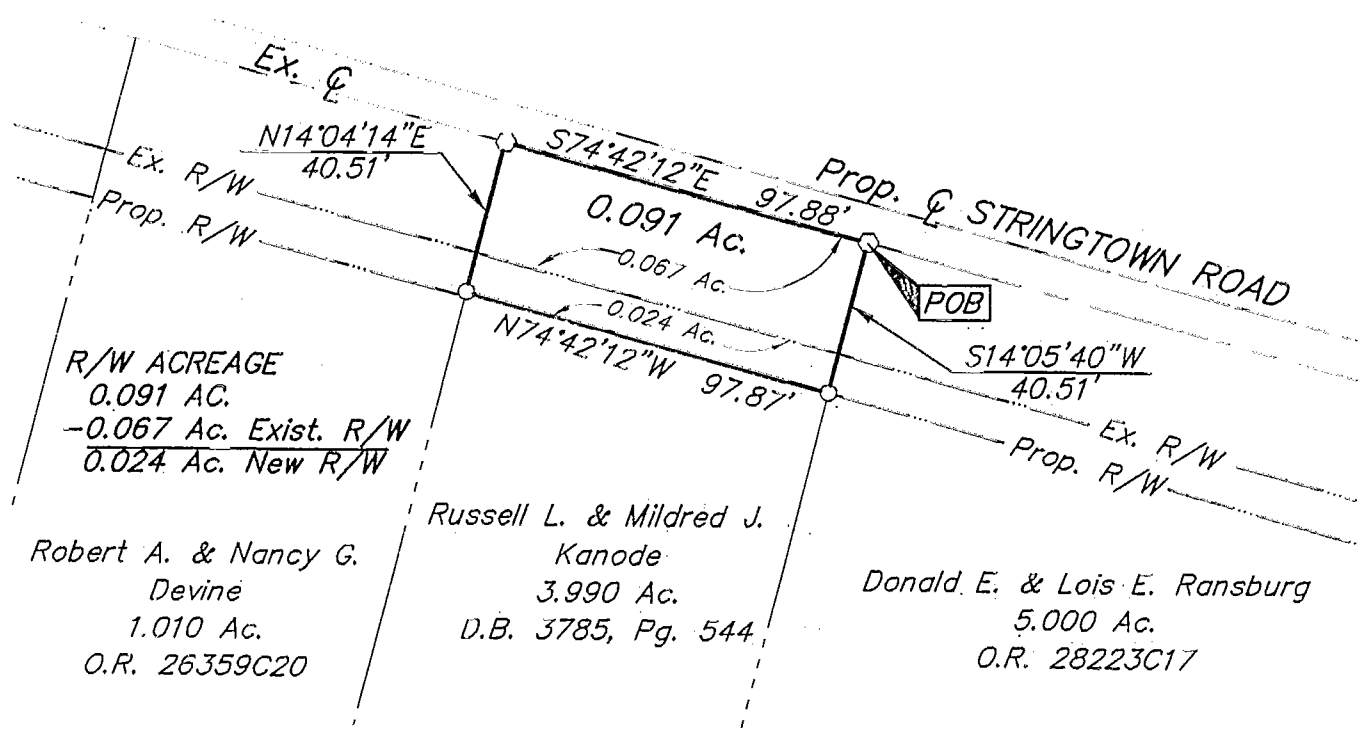 Ex. ℄
N14°04'14"E
40.51'
S74°42'12"E 97.88'
Prop. ℄ STRINGTOWN ROAD
Ex. R/W
Prop. R/W
0.091 Ac.
0.067 Ac.
0.024 Ac.
N74°42'12"W 97.87'
POB
S14°05'40"W
40.51'
Ex. R/W
Prop. R/W
R/W ACREAGE
0.091 AC.
-0.067 Ac. Exist. R/W
0.024 Ac. New R/W
Robert A. & Nancy G.
Devine
1.010 Ac.
O.R. 26359C20
Russell L. & Mildred J.
Kanode
3.990 Ac.
D.B. 3785, Pg. 544
Donald E. & Lois E. Ransburg
5.000 Ac.
O.R. 28223C17